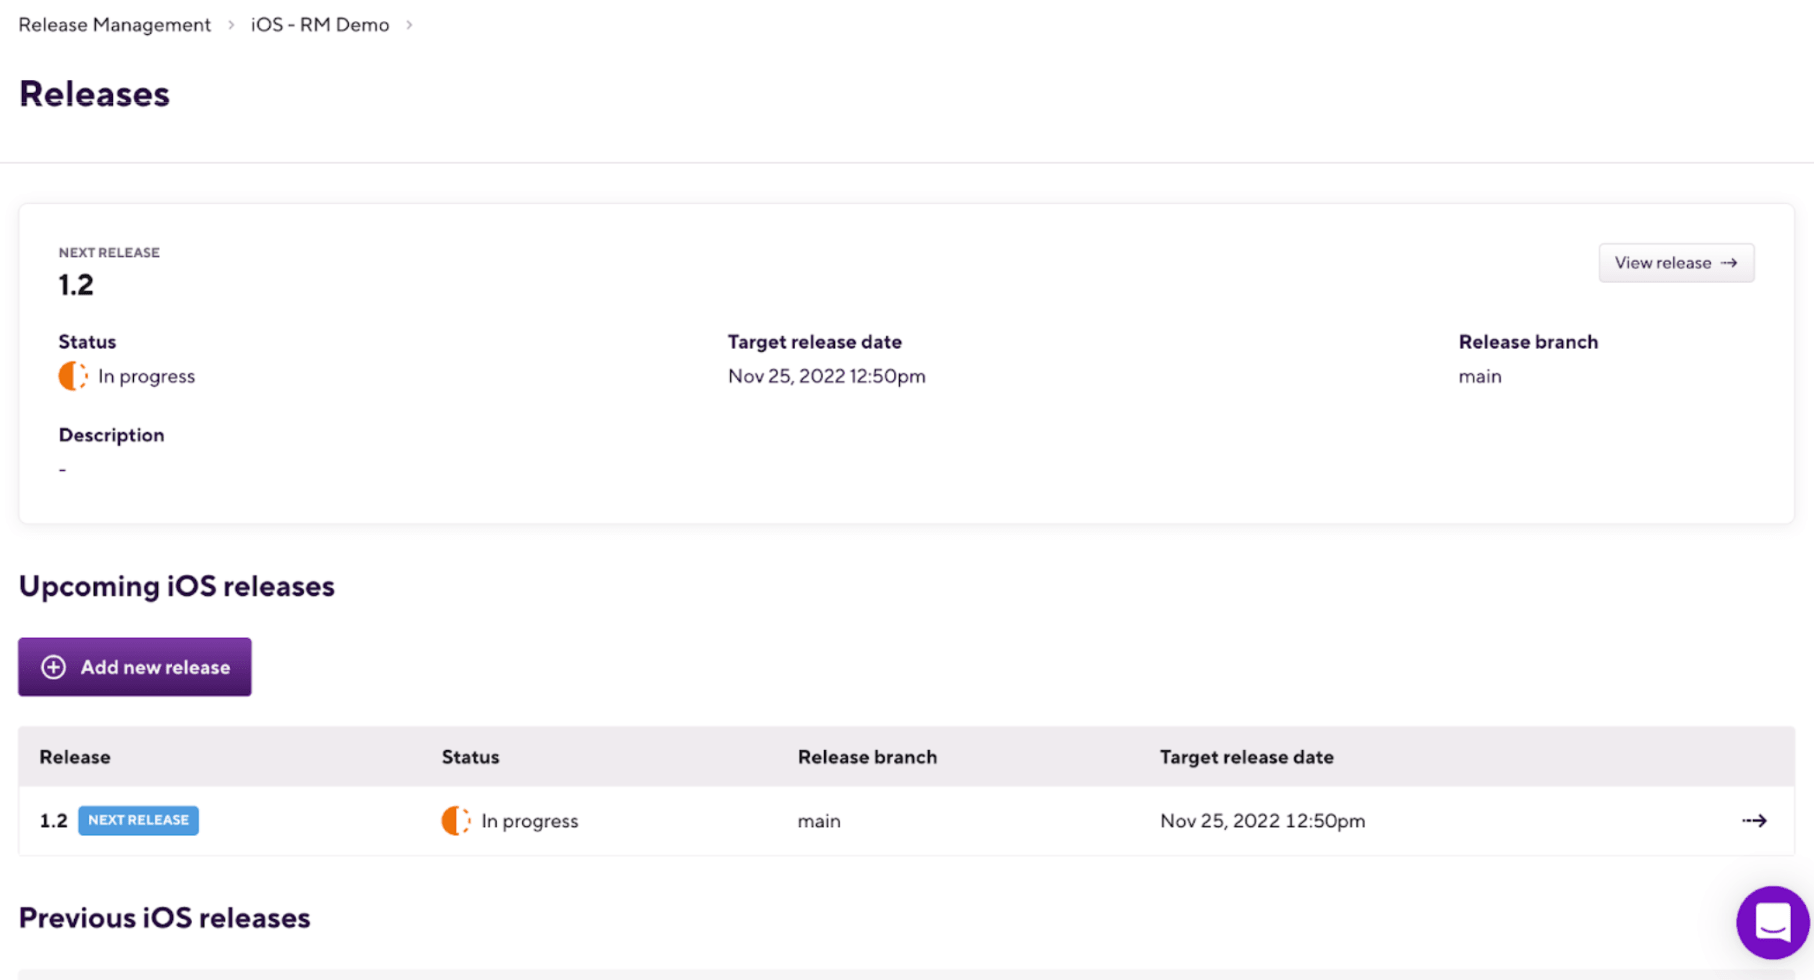 Release Management > iOS - RM Demo >
Releases
NEXT RELEASE
1.2
View release →
Status
Target release date
Release branch
In progress
Nov 25, 2022 12:50pm
main
Description
-
Upcoming iOS releases
Add new release
Release Status Release branch Target release date
1.2 NEXT RELEASE In progress main Nov 25, 2022 12:50pm
Previous iOS releases